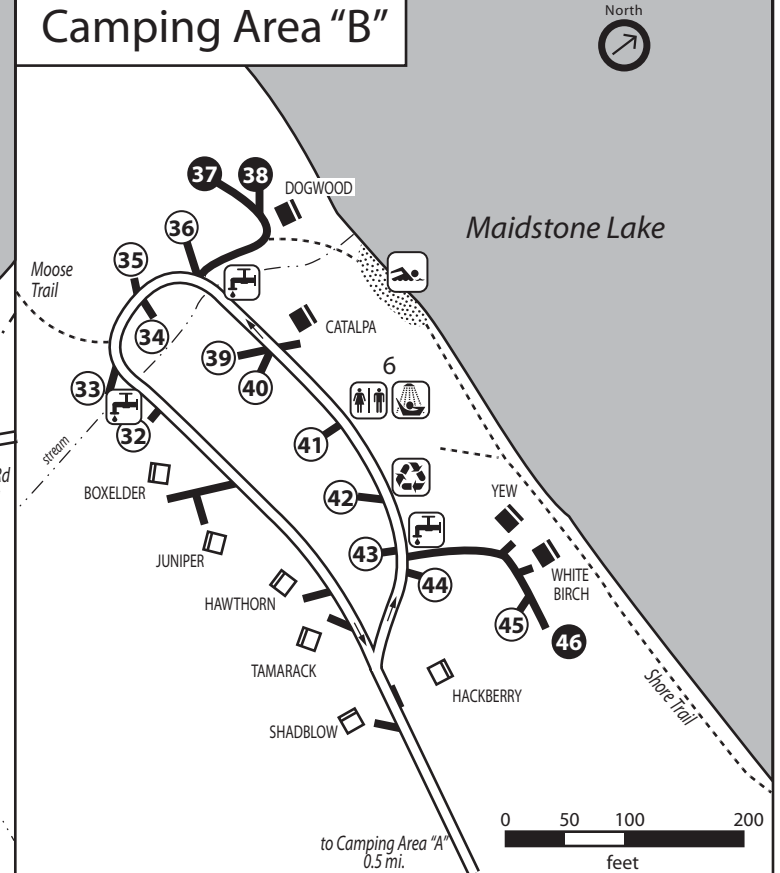 Camping Area "B"
North
37
38
DOGWOOD
36
Maidstone Lake
35
Moose
Trail
34
CATALPA
39
6
33
40
32
41
stream
Rd
42
BOXELDER
YEW
JUNIPER
43
WHITE
BIRCH
44
HAWTHORN
45
46
TAMARACK
HACKBERRY
Shore Trail
SHADBLOW
0 50 100 200
feet
to Camping Area "A"
0.5 mi.